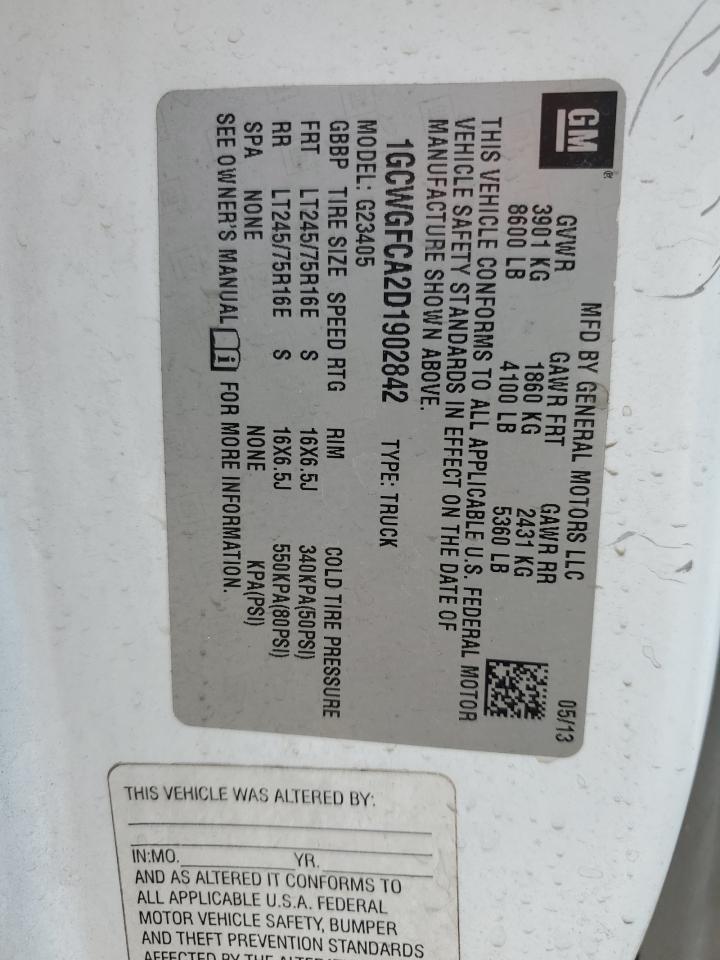 GM
MFD BY GENERAL MOTORS LLC 05/13
GVWR GAWR FRT GAWR RR
3901 KG 1860 KG 2431 KG
8600 LB 4100 LB 5360 LB
THIS VEHICLE CONFORMS TO ALL APPLICABLE U.S. FEDERAL MOTOR
VEHICLE SAFETY STANDARDS IN EFFECT ON THE DATE OF
MANUFACTURE SHOWN ABOVE.
1GCWGFCA2D1902842 TYPE: TRUCK
MODEL: G23405
GBBP TIRE SIZE SPEED RTG RIM COLD TIRE PRESSURE
FRT LT245/75R16E S 16X6.5J 340KPA(50PSI)
RR LT245/75R16E S 16X6.5J 550KPA(80PSI)
SPA NONE NONE KPA(PSI)
SEE OWNER'S MANUAL i FOR MORE INFORMATION.
THIS VEHICLE WAS ALTERED BY:
IN:MO. YR.
AND AS ALTERED IT CONFORMS TO
ALL APPLICABLE U.S.A. FEDERAL
MOTOR VEHICLE SAFETY, BUMPER
AND THEFT PREVENTION STANDARDS
AFFECTED BY THE